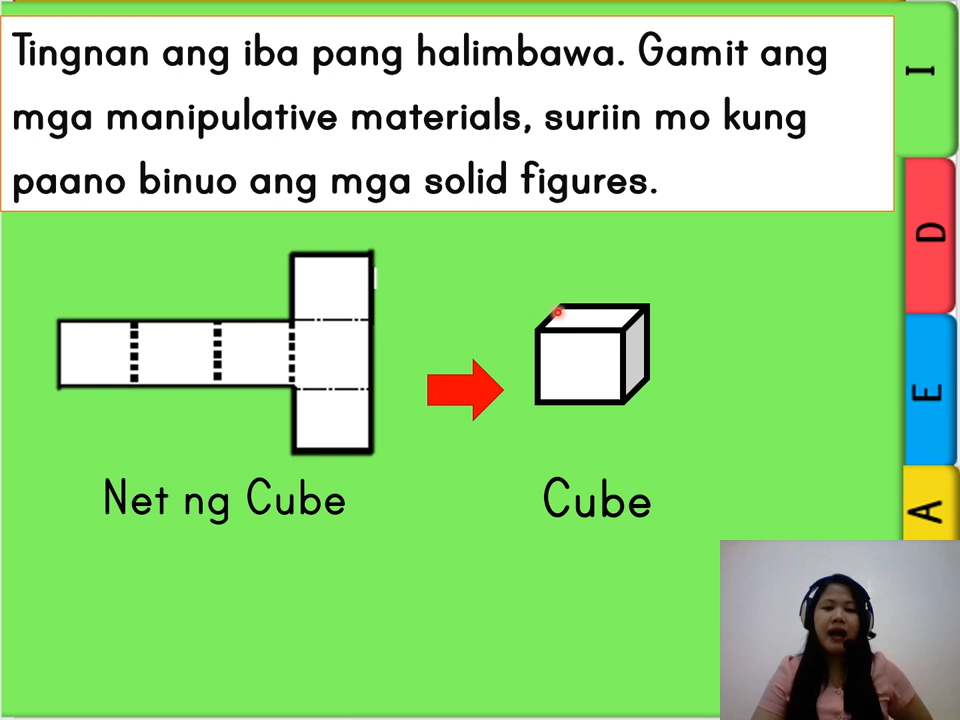 Tingnan ang iba pang halimbawa. Gamit ang
mga manipulative materials, suriin mo kung
paano binuo ang mga solid figures.
I
D
E
A
Net ng Cube
Cube